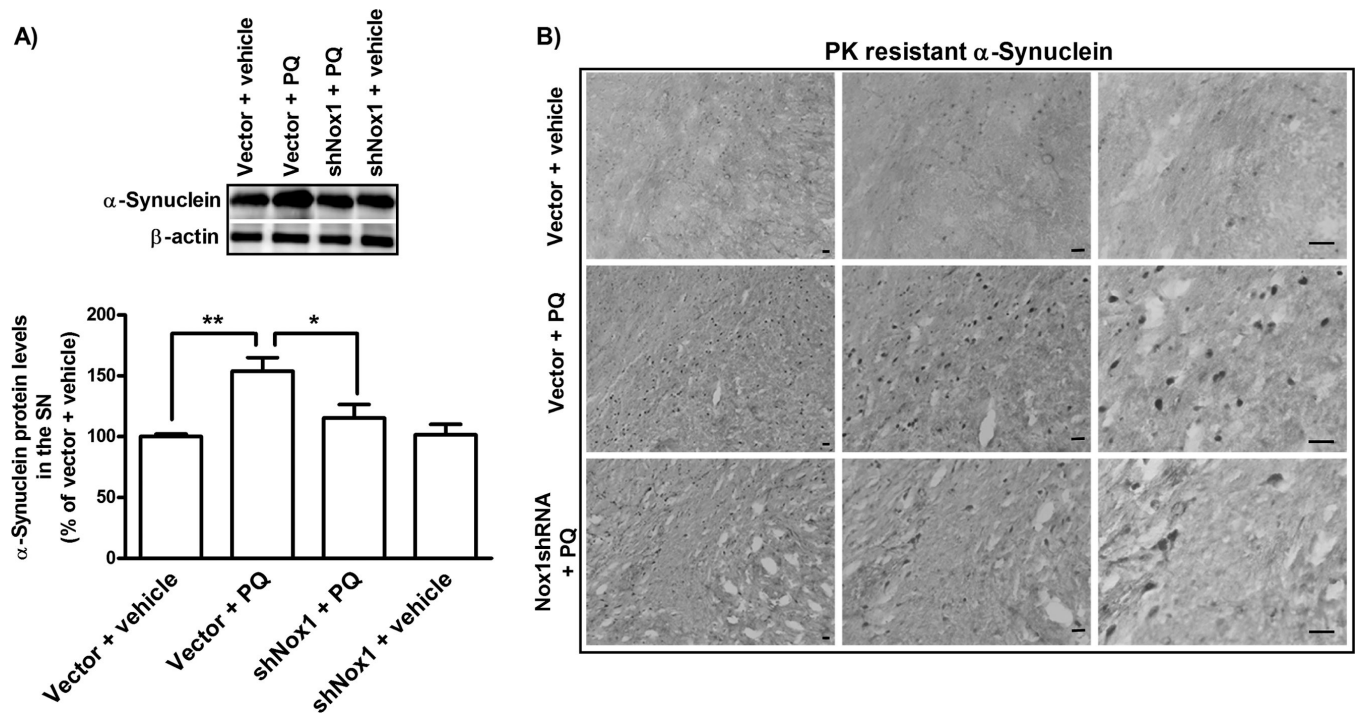 A)
Vector + vehicle
Vector + PQ
shNox1 + PQ
shNox1 + vehicle
α-Synuclein
β-actin
α-Synuclein protein levels
in the SN
(% of vector + vehicle)
200
150
100
50
0
**
*
Vector + vehicle
Vector + PQ
shNox1 + PQ
shNox1 + vehicle
B)
PK resistant α-Synuclein
Vector + vehicle
Vector + PQ
Nox1shRNA
+ PQ